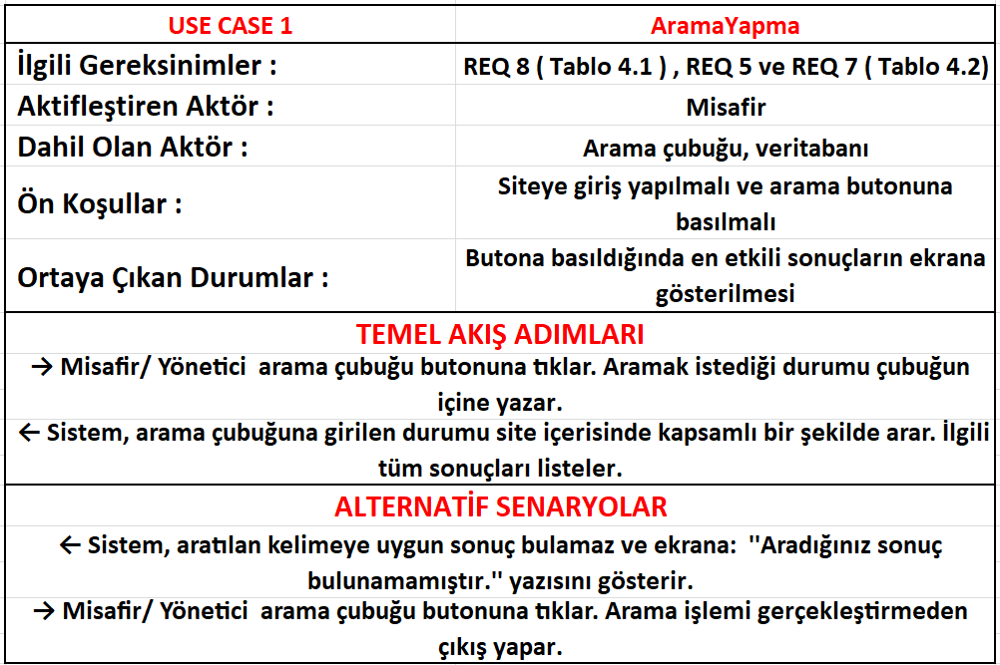 USE CASE 1 AramaYapma
İlgili Gereksinimler : REQ 8 ( Tablo 4.1 ) , REQ 5 ve REQ 7 ( Tablo 4.2)
Aktifleştiren Aktör : Misafir
Dahil Olan Aktör : Arama çubuğu, veritabanı
Ön Koşullar : Siteye giriş yapılmalı ve arama butonuna
basılmalı
Ortaya Çıkan Durumlar : Butona basıldığında en etkili sonuçların ekrana
gösterilmesi
TEMEL AKIŞ ADIMLARI
→ Misafir/ Yönetici  arama çubuğu butonuna tıklar. Aramak istediği durumu çubuğun
içine yazar.
← Sistem, arama çubuğuna girilen durumu site içerisinde kapsamlı bir şekilde arar. İlgili
tüm sonuçları listeler.
ALTERNATİF SENARYOLAR
← Sistem, aratılan kelimeye uygun sonuç bulamaz ve ekrana:  "Aradığınız sonuç
bulunamamıştır." yazısını gösterir.
→ Misafir/ Yönetici  arama çubuğu butonuna tıklar. Arama işlemi gerçekleştirmeden
çıkış yapar.